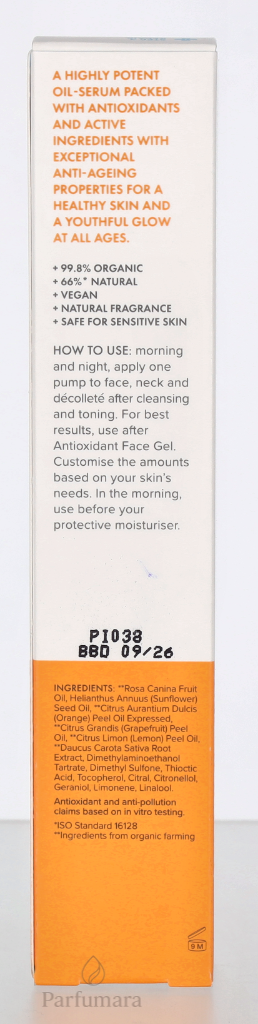 A HIGHLY POTENT
OIL-SERUM PACKED
WITH ANTIOXIDANTS
AND ACTIVE
INGREDIENTS WITH
EXCEPTIONAL
ANTI-AGEING
PROPERTIES FOR A
HEALTHY SKIN AND
A YOUTHFUL GLOW
AT ALL AGES.
+ 99.8% ORGANIC
+ 66%* NATURAL
+ VEGAN
+ NATURAL FRAGRANCE
+ SAFE FOR SENSITIVE SKIN
HOW TO USE: morning
and night, apply one
pump to face, neck and
décolleté after cleansing
and toning. For best
results, use after
Antioxidant Face Gel.
Customise the amounts
based on your skin's
needs. In the morning,
use before your
protective moisturiser.
PI038
BBD 09/26
INGREDIENTS: **Rosa Canina Fruit
Oil, Helianthus Annuus (Sunflower)
Seed Oil, **Citrus Aurantium Dulcis
(Orange) Peel Oil Expressed,
**Citrus Grandis (Grapefruit) Peel
Oil, **Citrus Limon (Lemon) Peel Oil,
**Daucus Carota Sativa Root
Extract, Dimethylaminoethanol
Tartrate, Dimethyl Sulfone, Thioctic
Acid, Tocopherol, Citral, Citronellol,
Geraniol, Limonene, Linalool.
Antioxidant and anti-pollution
claims based on in vitro testing.
*ISO Standard 16128
**Ingredients from organic farming
9M
Parfumara